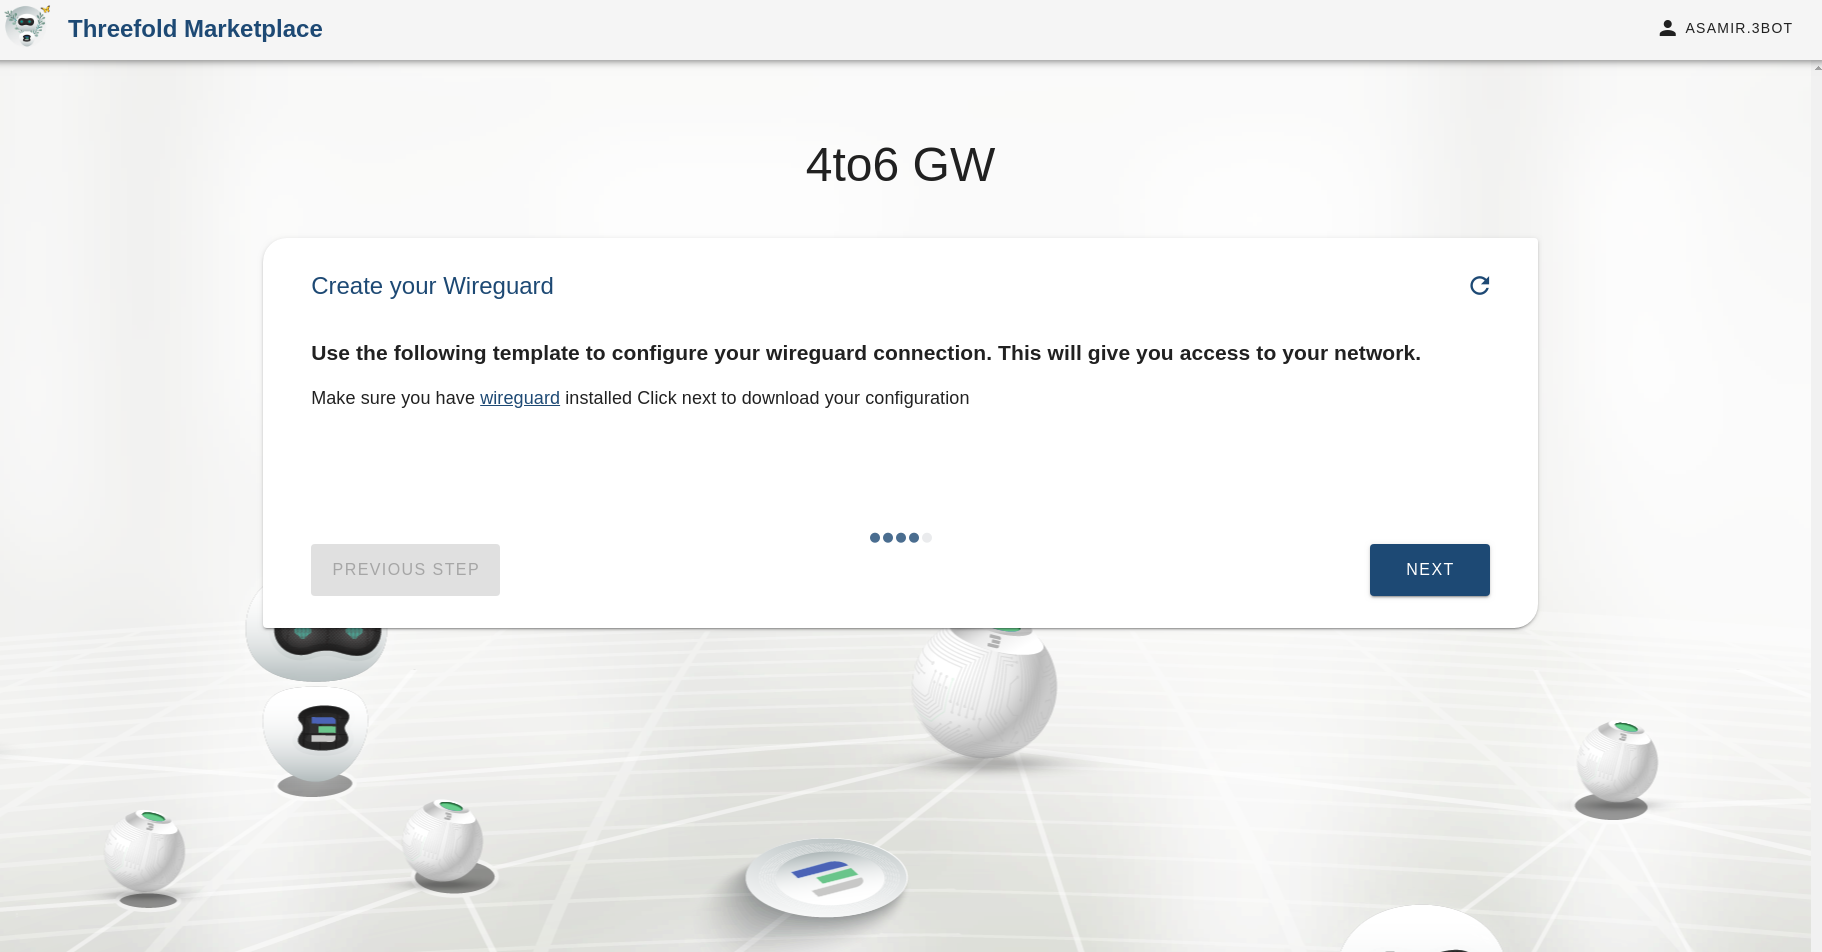 Threefold Marketplace
ASAMIR.3BOT
4to6 GW
Create your Wireguard
Use the following template to configure your wireguard connection. This will give you access to your network.
Make sure you have wireguard installed Click next to download your configuration
PREVIOUS STEP
NEXT